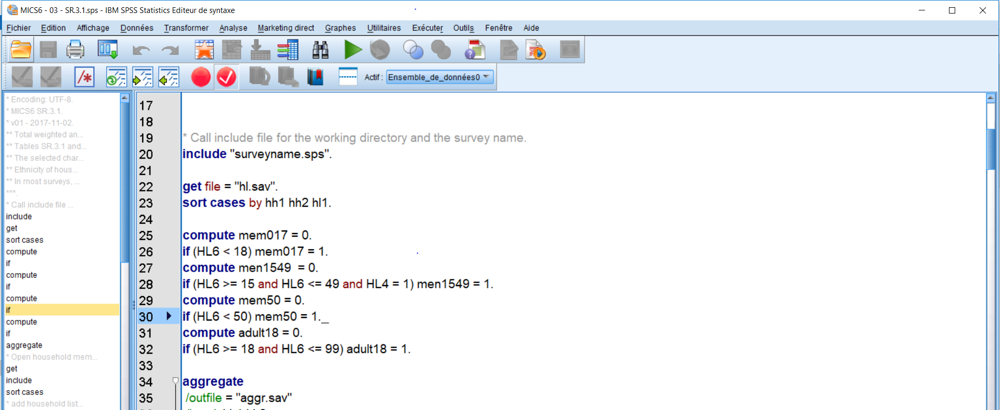 MICS6 - 03 - SR.3.1.sps - IBM SPSS Statistics Editeur de syntaxe
Fichier Edition Affichage Données Transformer Analyse Marketing direct Graphes Utilitaires Exécuter Outils Fenêtre Aide
Actif : Ensemble_de_données0
* Encoding: UTF-8.
* MICS6 SR.3.1.
* v01 - 2017-11-02.
** Total weighted an...
** Tables SR.3.1 and...
** The selected char...
** Ethnicity of hous...
** In most surveys, ...
***.
* Call include file ...
include
get
sort cases
compute
if
compute
if
compute
if
compute
if
aggregate
* Open household mem...
get
include
sort cases
* add household list...
17
18
19 * Call include file for the working directory and the survey name.
20 include "surveyname.sps".
21
22 get file = "hl.sav".
23 sort cases by hh1 hh2 hl1.
24
25 compute mem017 = 0.
26 if (HL6 < 18) mem017 = 1.
27 compute men1549  = 0.
28 if (HL6 >= 15 and HL6 <= 49 and HL4 = 1) men1549 = 1.
29 compute mem50 = 0.
30 if (HL6 < 50) mem50 = 1._
31 compute adult18 = 0.
32 if (HL6 >= 18 and HL6 <= 99) adult18 = 1.
33
34 aggregate
35 /outfile = "aggr.sav"